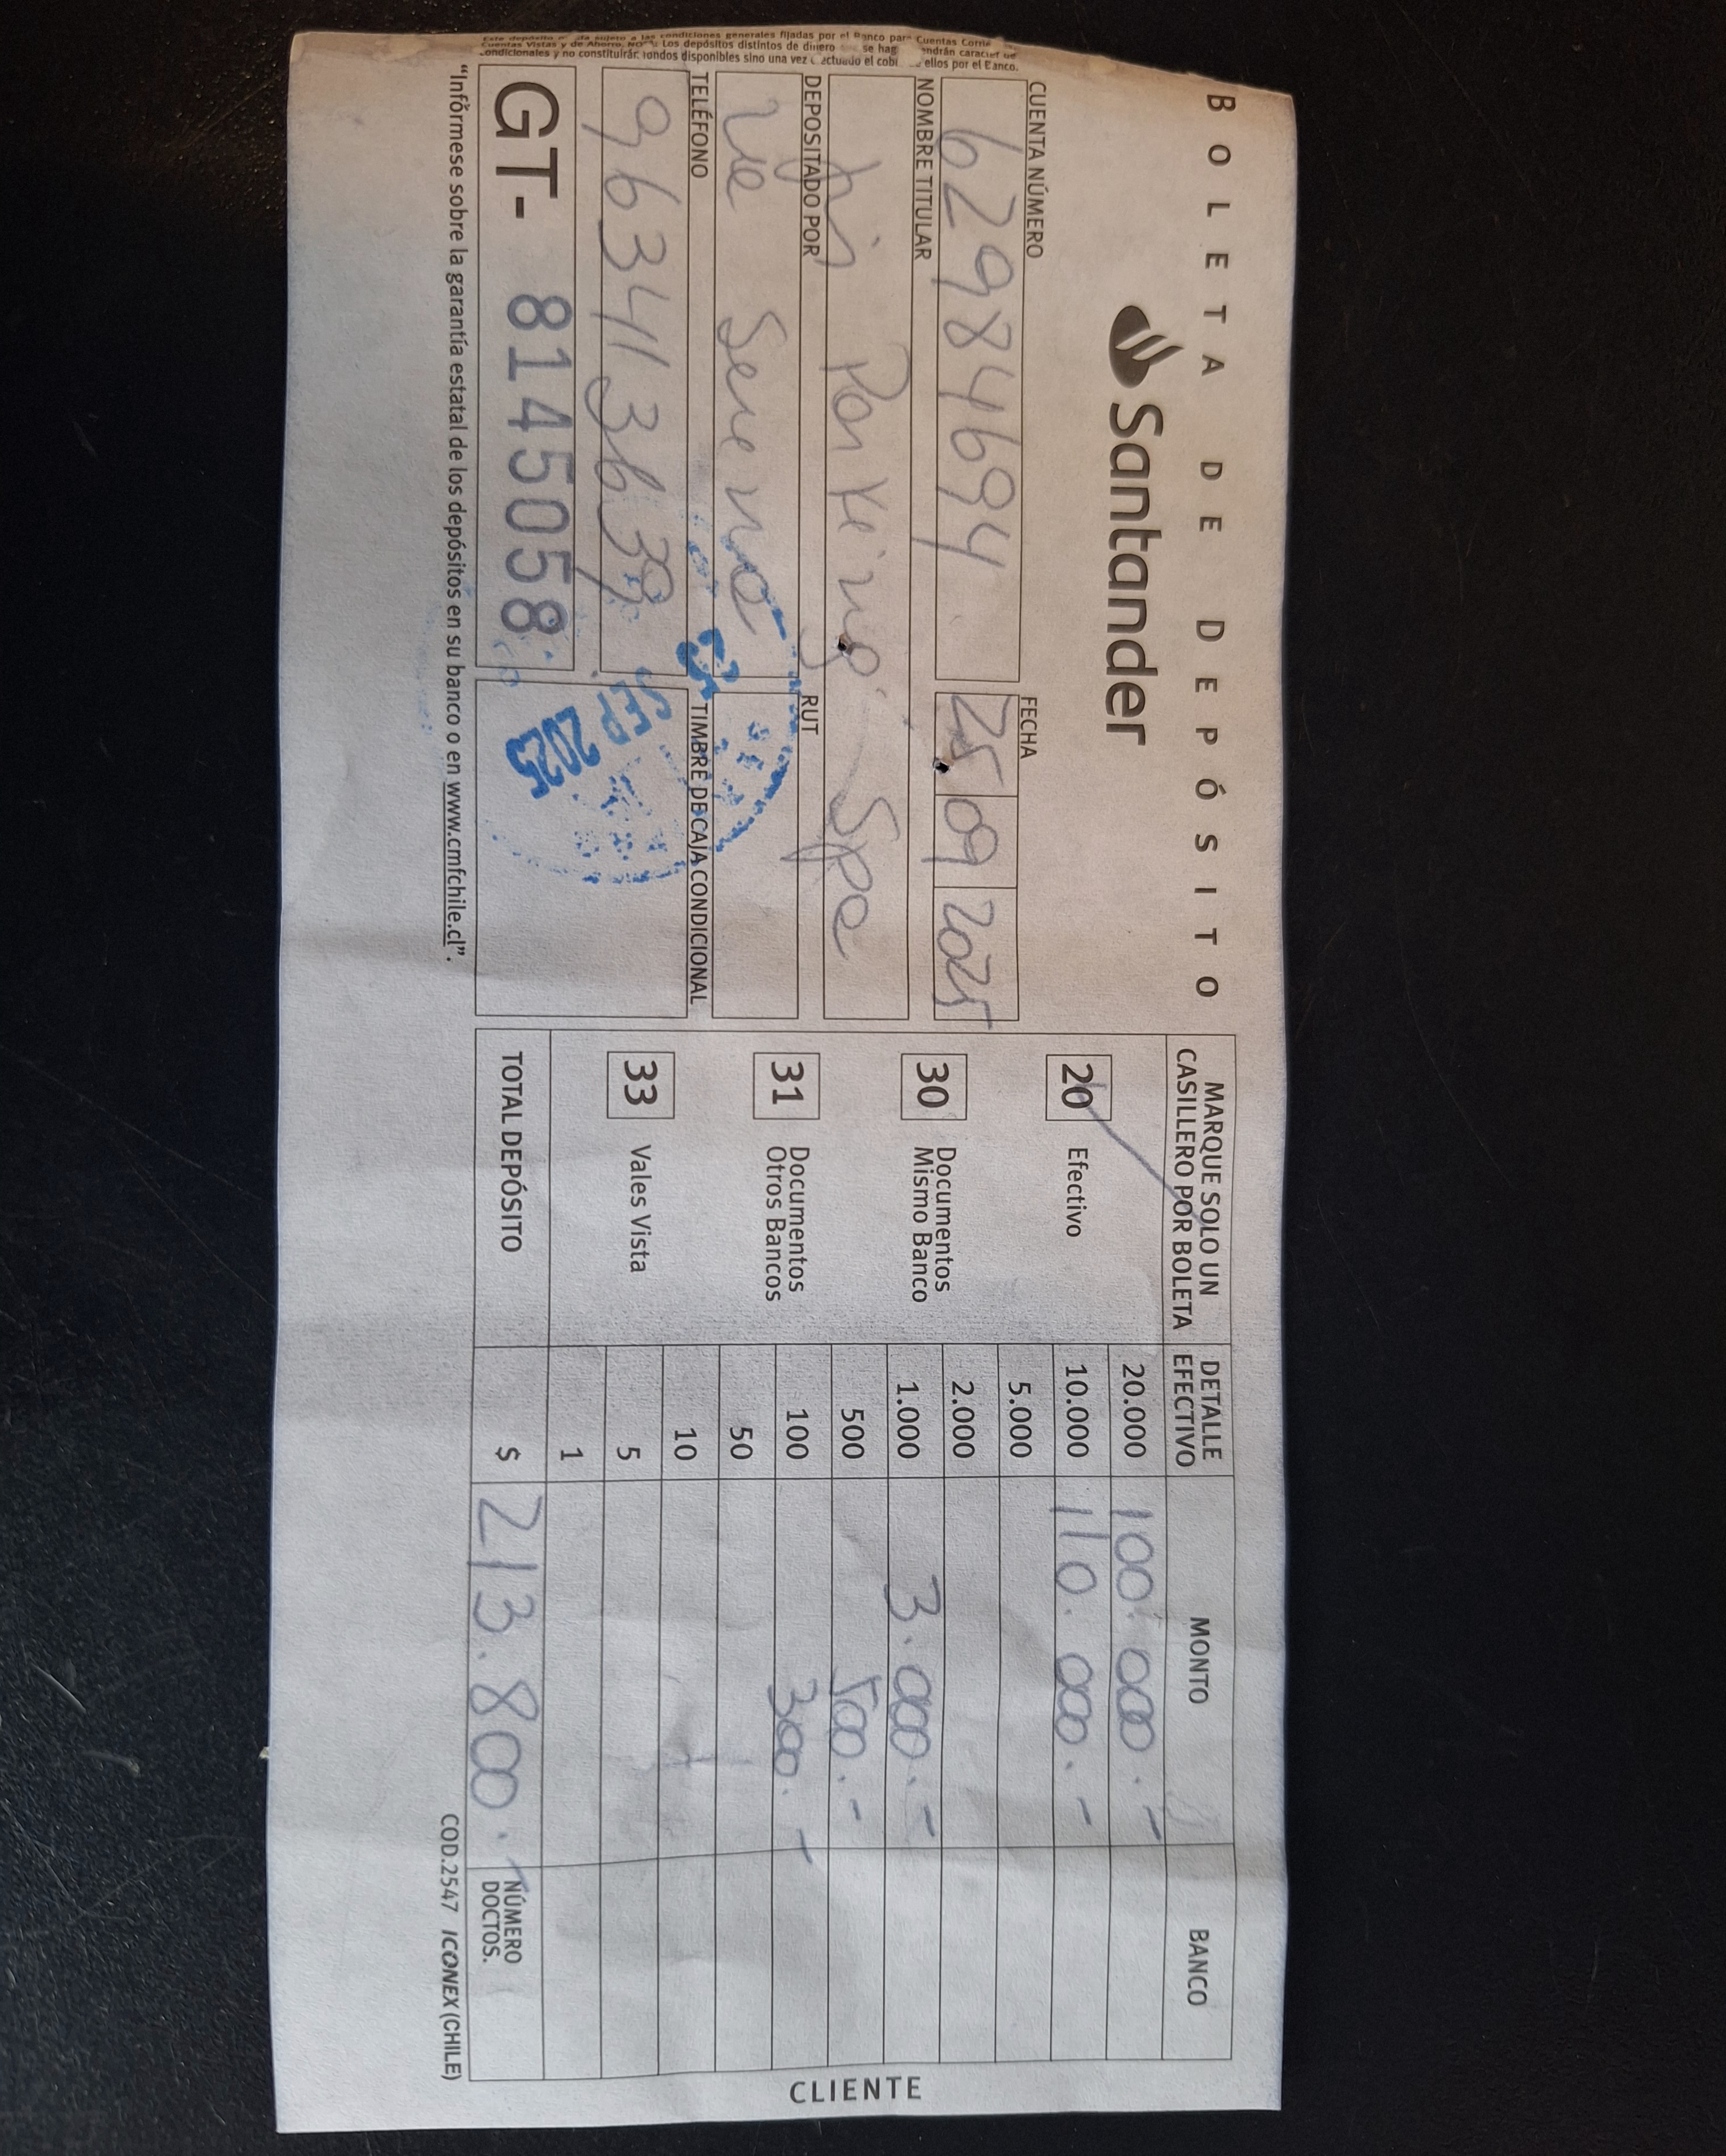 BOLETA DE DEPÓSITO
Santander
CUENTA NÚMERO FECHA
62984694 25 09 2025
NOMBRE TITULAR
Parking Spa
DEPOSITADO POR RUT
Sereno
TELÉFONO TIMBRE DE CAJA CONDICIONAL
963413639
SEP 2025
GT- 8145058
"Infórmese sobre la garantía estatal de los depósitos en su banco o en www.cmfchile.cl".
MARQUE SOLO UN CASILLERO POR BOLETA
DETALLE EFECTIVO MONTO BANCO
20.000 100.000.-
20 Efectivo 10.000 110.000.-
5.000
30 Documentos Mismo Banco 2.000
1.000 3.000.-
500 500.-
31 Documentos Otros Bancos 100 300.-
50
10
33 Vales Vista 5
1
TOTAL DEPÓSITO $ 213.800.- NÚMERO DOCTOS.
COD.2547 ICONEX (CHILE)
CLIENTE